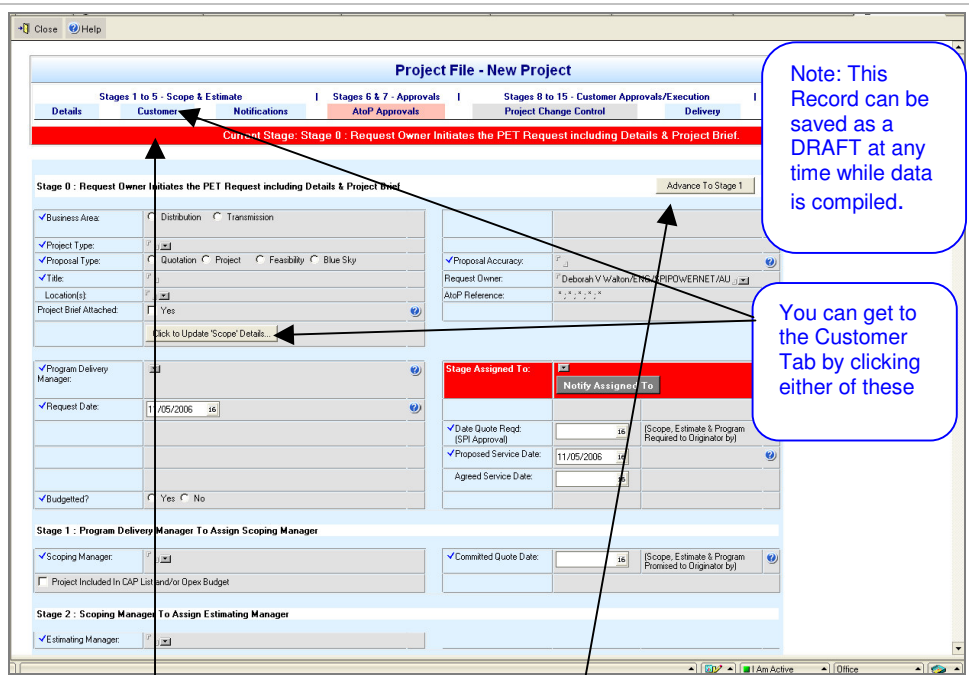 Close Help
Project File - New Project
Stages 1 to 5 - Scope & Estimate | Stages 6 & 7 - Approvals | Stages 8 to 15 - Customer Approvals/Execution |
Details Customer Notifications AtoP Approvals Project Change Control Delivery
Current Stage: Stage 0 : Request Owner Initiates the PET Request including Details & Project Brief.
Stage 0 : Request Owner Initiates the PET Request including Details & Project Brief Advance To Stage 1
Business Area: Distribution Transmission
Project Type:
Proposal Type: Quotation Project Feasibility Blue Sky Proposal Accuracy:
Title: Request Owner: Deborah V Walton/ENG/SPIPOWERNET/AU
Location(s): AtoP Reference: * , * , * , * , *
Project Brief Attached: Yes
Click to Update 'Scope' Details...
Program Delivery Manager: Stage Assigned To:
Notify Assigned To
Request Date: 11/05/2006 16
Date Quote Reqd: (SPI Approval) 16 (Scope, Estimate & Program Required to Originator by)
Proposed Service Date: 11/05/2006 16
Agreed Service Date: 16
Budgetted? Yes No
Stage 1 : Program Delivery Manager To Assign Scoping Manager
Scoping Manager: Committed Quote Date: 16 (Scope, Estimate & Program Promised to Originator by)
Project Included In CAP List and/or Opex Budget
Stage 2 : Scoping Manager To Assign Estimating Manager
Estimating Manager:
I Am Active Office
Note: This
Record can be
saved as a
DRAFT at any
time while data
is compiled.
You can get to
the Customer
Tab by clicking
either of these